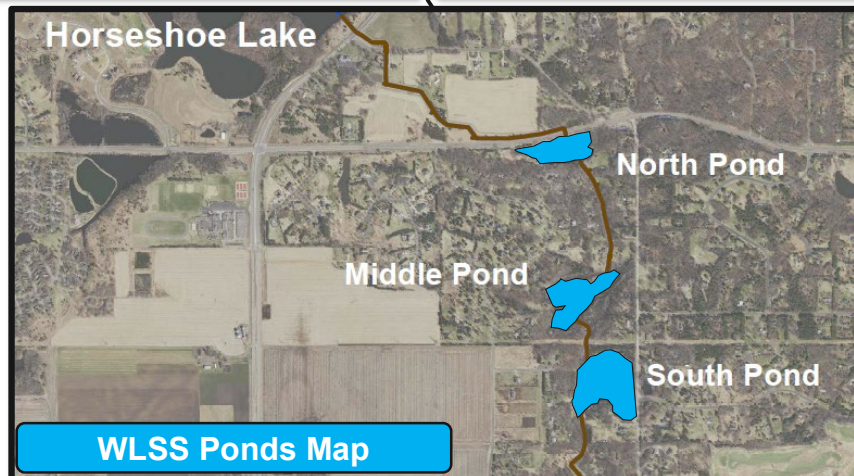 Horseshoe Lake
North Pond
Middle Pond
South Pond
WLSS Ponds Map